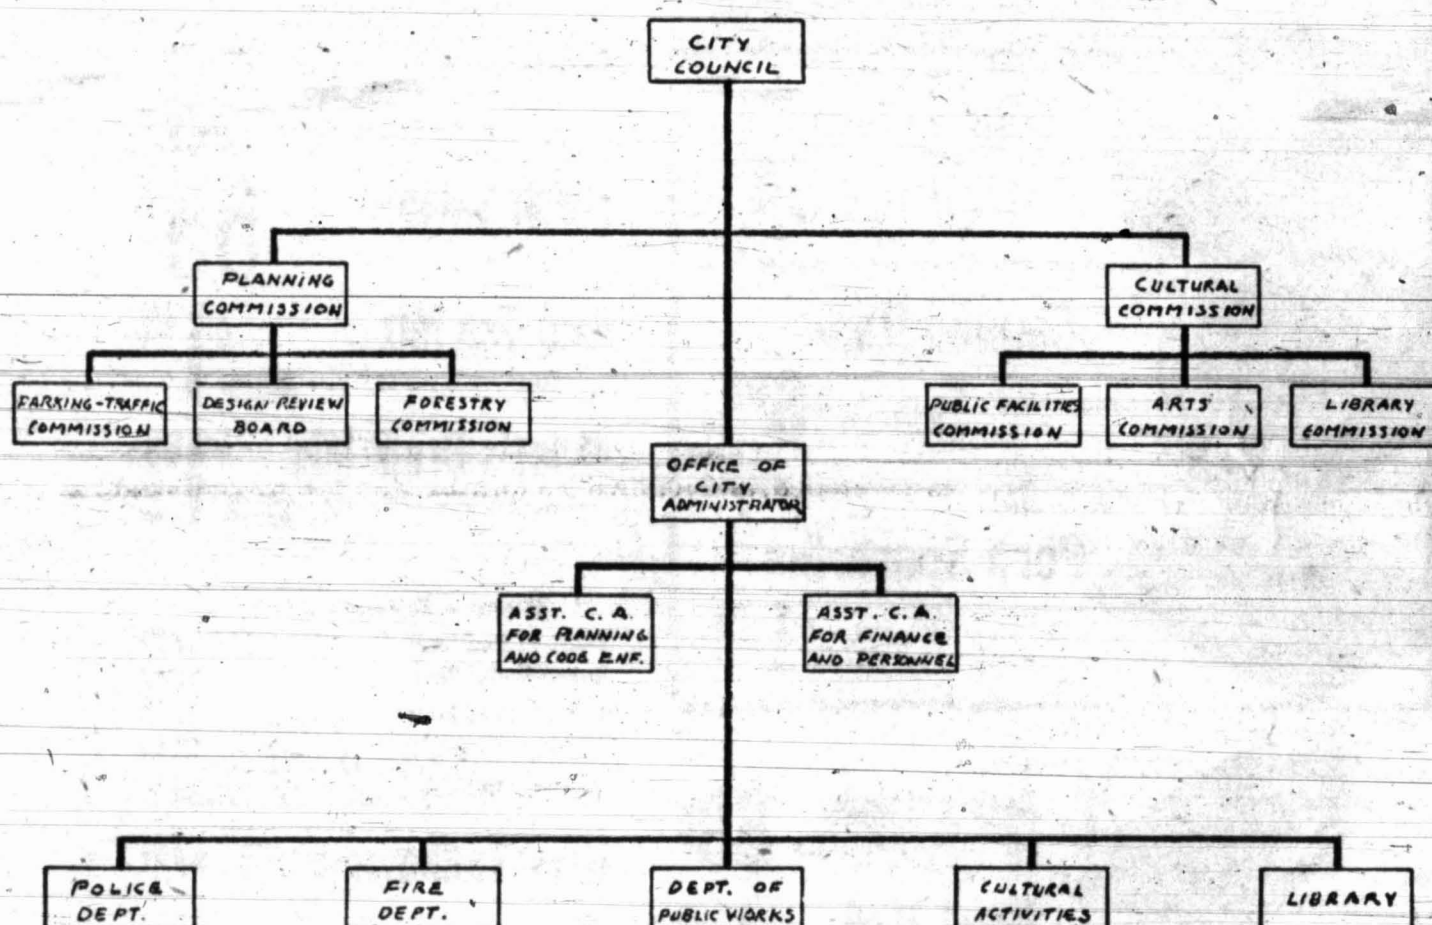 CITY
COUNCIL
PLANNING
COMMISSION
CULTURAL
COMMISSION
PARKING-TRAFFIC
COMMISSION
DESIGN REVIEW
BOARD
FORESTRY
COMMISSION
PUBLIC FACILITIES
COMMISSION
ARTS
COMMISSION
LIBRARY
COMMISSION
OFFICE OF
CITY
ADMINISTRATOR
ASST. C. A.
FOR PLANNING
AND CODE ENF.
ASST. C. A.
FOR FINANCE
AND PERSONNEL
POLICE
DEPT.
FIRE
DEPT.
DEPT. OF
PUBLIC WORKS
CULTURAL
ACTIVITIES
LIBRARY